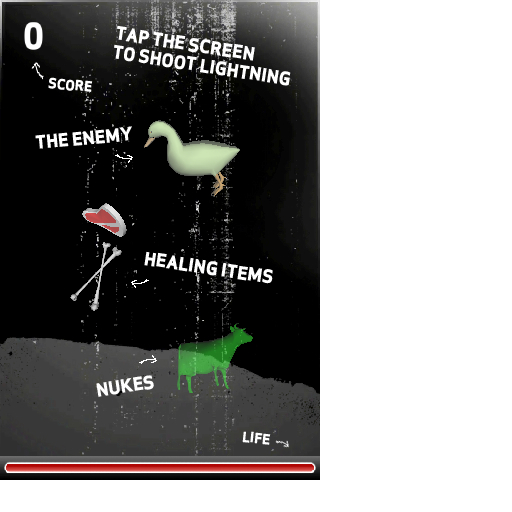 0
TAP THE SCREEN
TO SHOOT LIGHTNING
SCORE
THE ENEMY
HEALING ITEMS
NUKES
LIFE